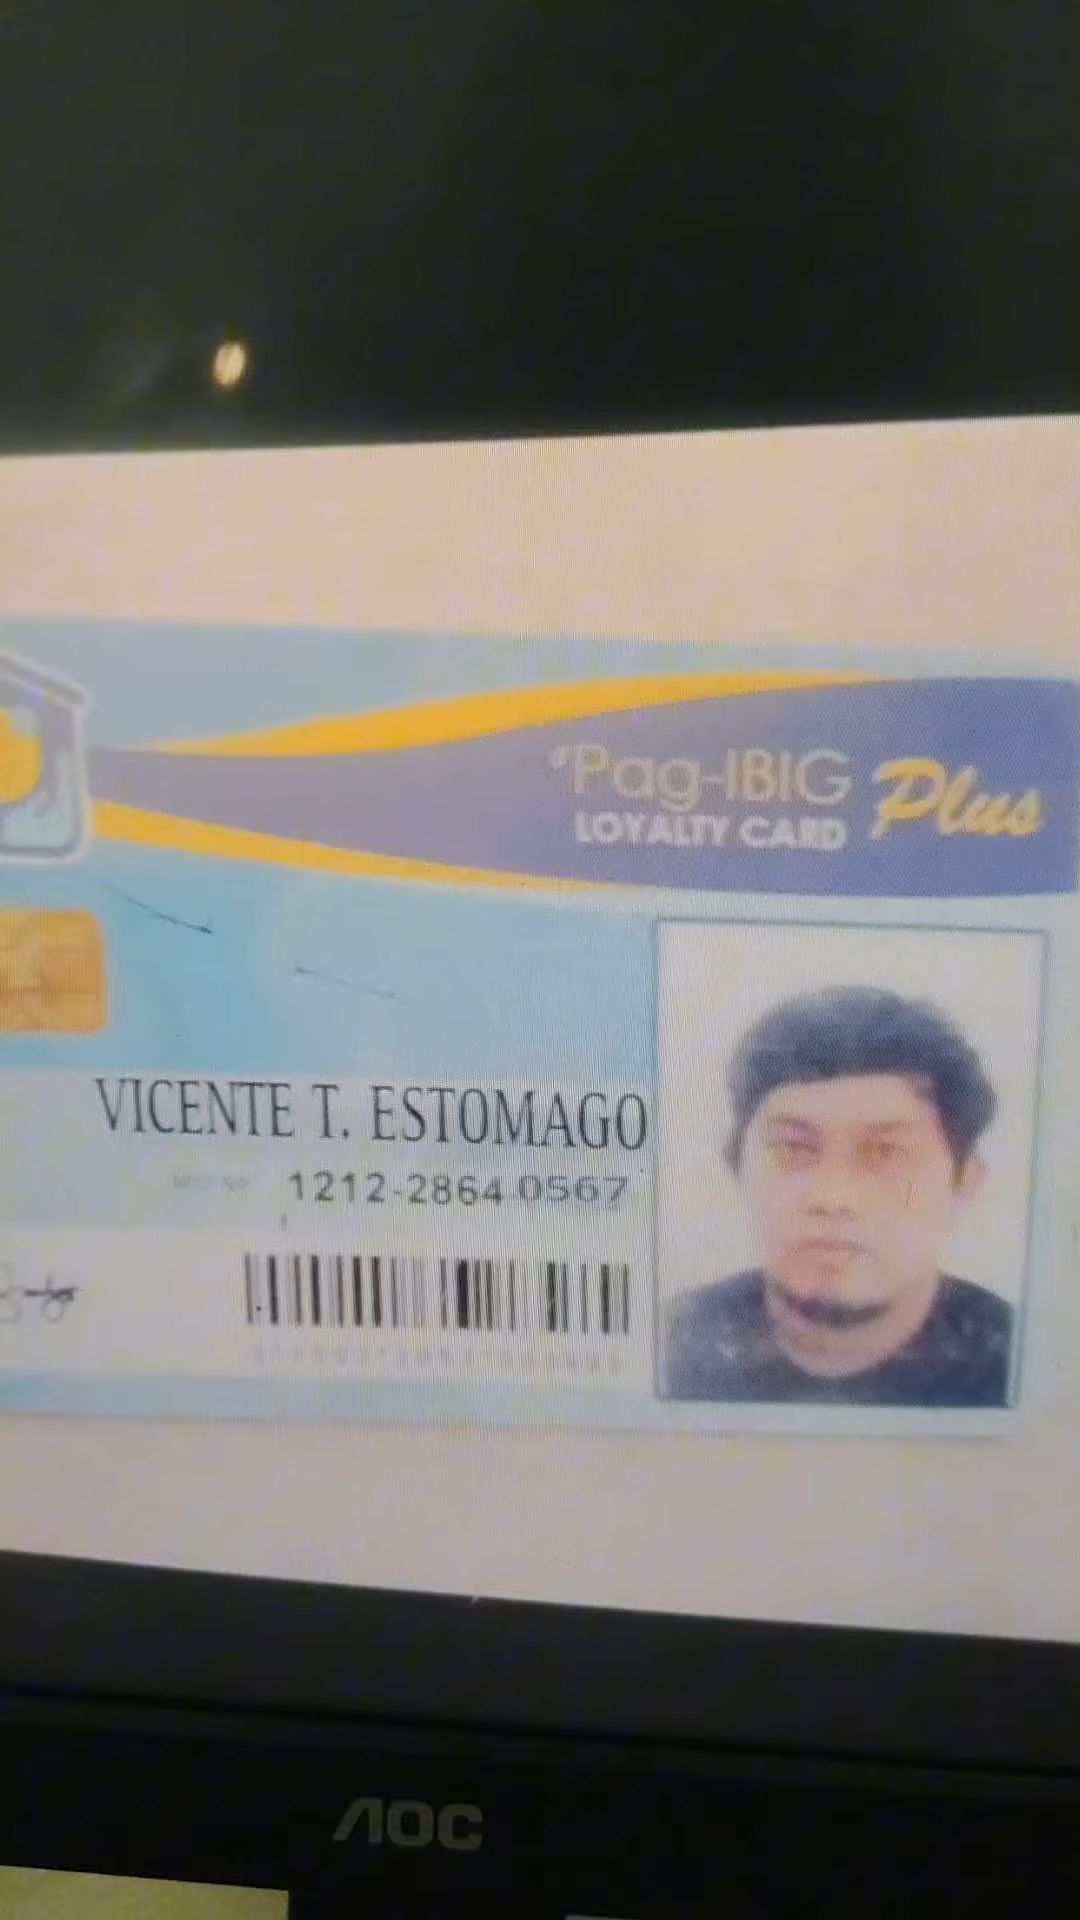 "Pag-IBIG Plus
LOYALTY CARD
VICENTE T. ESTOMAGO
1212-2864-0567
AOC